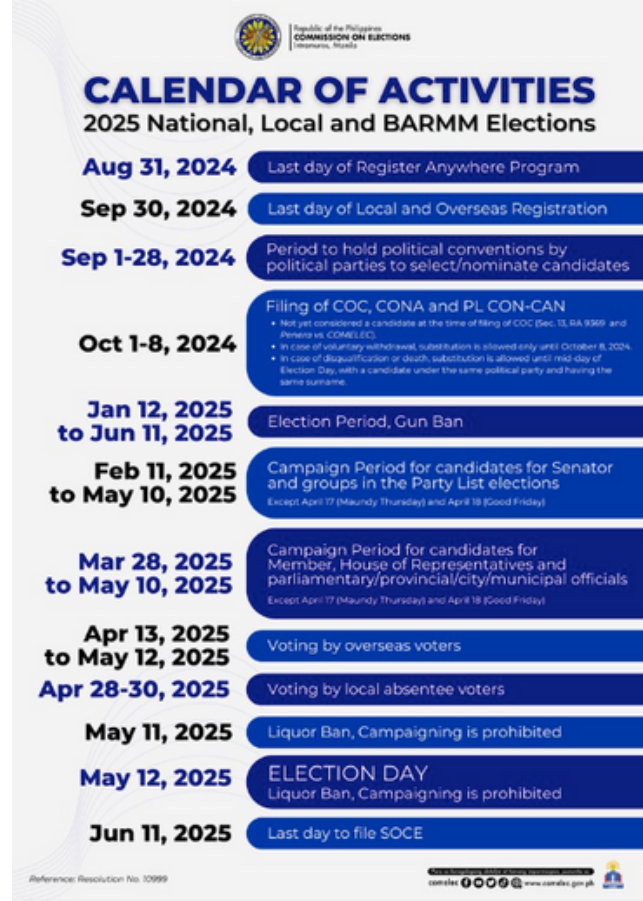 Republic of the Philippines
COMMISSION ON ELECTIONS
Intramuros, Manila
CALENDAR OF ACTIVITIES
2025 National, Local and BARMM Elections
Aug 31, 2024
Last day of Register Anywhere Program
Sep 30, 2024
Last day of Local and Overseas Registration
Sep 1-28, 2024
Period to hold political conventions by
political parties to select/nominate candidates
Oct 1-8, 2024
Filing of COC, CONA and PL CON-CAN
• Not yet considered a candidate at the time of filing of COC (Sec. 13, RA 9369 and
Penera vs. COMELEC).
• In case of voluntary withdrawal, substitution is allowed only until October 8, 2024.
• In case of disqualification or death, substitution is allowed until mid-day of
Election Day, with a candidate under the same political party and having the
same surname.
Jan 12, 2025
to Jun 11, 2025
Election Period, Gun Ban
Feb 11, 2025
to May 10, 2025
Campaign Period for candidates for Senator
and groups in the Party List elections
Except April 17 (Maundy Thursday) and April 18 (Good Friday)
Mar 28, 2025
to May 10, 2025
Campaign Period for candidates for
Member, House of Representatives and
parliamentary/provincial/city/municipal officials
Except April 17 (Maundy Thursday) and April 18 (Good Friday)
Apr 13, 2025
to May 12, 2025
Voting by overseas voters
Apr 28-30, 2025
Voting by local absentee voters
May 11, 2025
Liquor Ban, Campaigning is prohibited
May 12, 2025
ELECTION DAY
Liquor Ban, Campaigning is prohibited
Jun 11, 2025
Last day to file SOCE
Reference: Resolution No. 10999
comelec
www.comelec.gov.ph